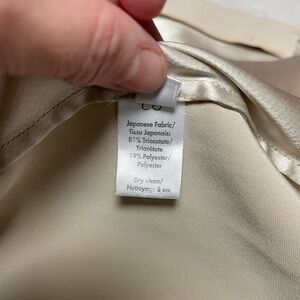 Japanese Fabric/
Tissu Japonais:
81% Triacetate/
Triacétate
19% Polyester/
Polyester
Dry clean/
Nettoyage à sec